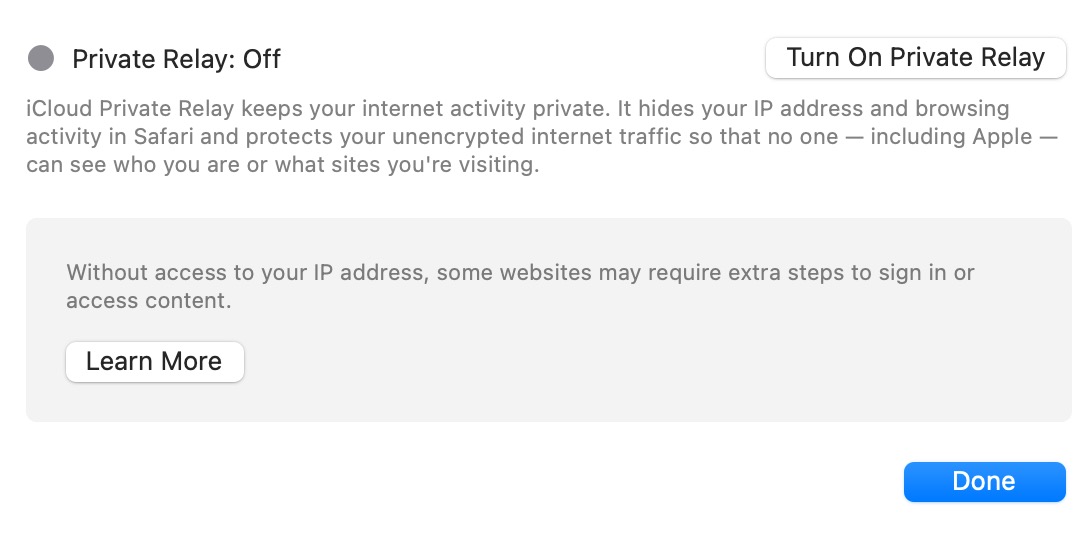 Private Relay: Off
Turn On Private Relay
iCloud Private Relay keeps your internet activity private. It hides your IP address and browsing
activity in Safari and protects your unencrypted internet traffic so that no one — including Apple —
can see who you are or what sites you're visiting.
Without access to your IP address, some websites may require extra steps to sign in or
access content.
Learn More
Done